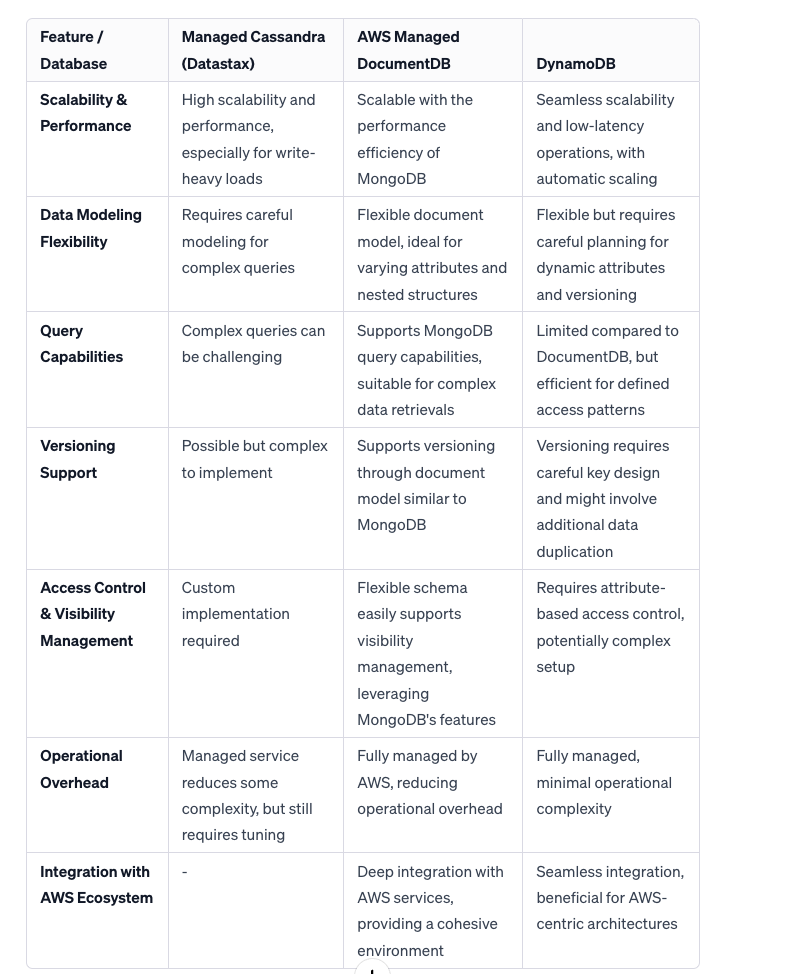 Feature /
Database
Managed Cassandra
(Datastax)
AWS Managed
DocumentDB
DynamoDB
Scalability &
Performance
High scalability and
performance,
especially for write-
heavy loads
Scalable with the
performance
efficiency of
MongoDB
Seamless scalability
and low-latency
operations, with
automatic scaling
Data Modeling
Flexibility
Requires careful
modeling for
complex queries
Flexible document
model, ideal for
varying attributes and
nested structures
Flexible but requires
careful planning for
dynamic attributes
and versioning
Query
Capabilities
Complex queries can
be challenging
Supports MongoDB
query capabilities,
suitable for complex
data retrievals
Limited compared to
DocumentDB, but
efficient for defined
access patterns
Versioning
Support
Possible but complex
to implement
Supports versioning
through document
model similar to
MongoDB
Versioning requires
careful key design
and might involve
additional data
duplication
Access Control
& Visibility
Management
Custom
implementation
required
Flexible schema
easily supports
visibility
management,
leveraging
MongoDB's features
Requires attribute-
based access control,
potentially complex
setup
Operational
Overhead
Managed service
reduces some
complexity, but still
requires tuning
Fully managed by
AWS, reducing
operational overhead
Fully managed,
minimal operational
complexity
Integration with
AWS Ecosystem
-
Deep integration with
AWS services,
providing a cohesive
environment
Seamless integration,
beneficial for AWS-
centric architectures